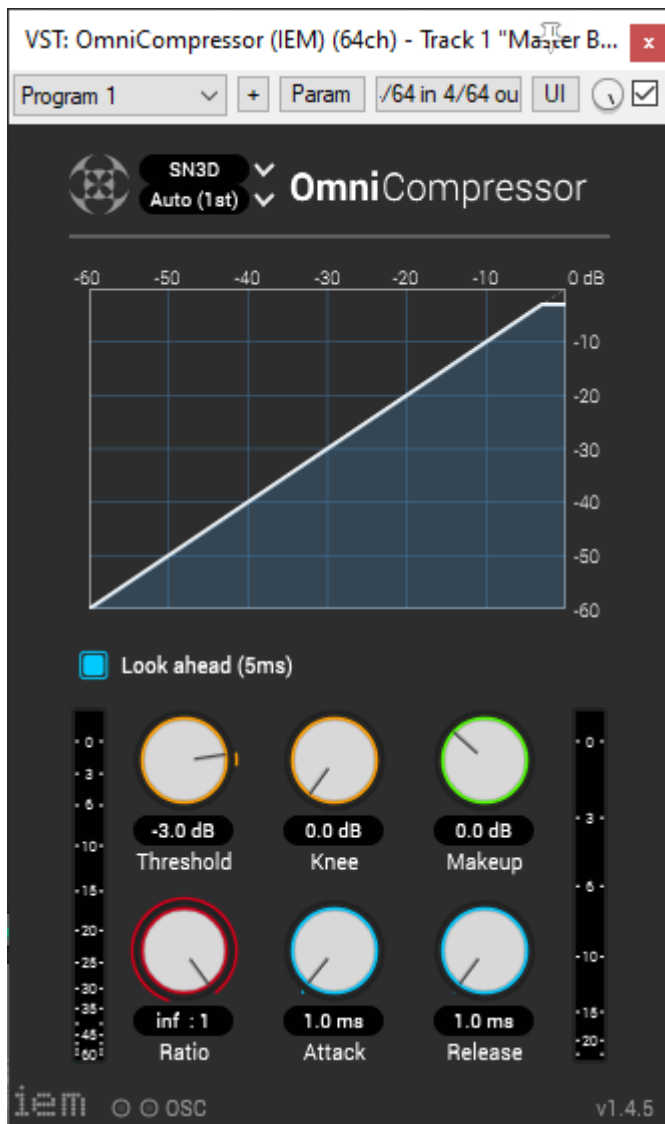 VST: OmniCompressor (IEM) (64ch) - Track 1 "Master B...
x
Program 1
+
Param
/64 in 4/64 ou
UI
SN3D
Auto (1st)
OmniCompressor
-60 -50 -40 -30 -20 -10 0 dB
-10
-20
-30
-40
-50
-60
Look ahead (5ms)
0
3
6
10
15
20
25
30
35
45
60
-3.0 dB
Threshold
0.0 dB
Knee
0.0 dB
Makeup
inf : 1
Ratio
1.0 ms
Attack
1.0 ms
Release
0
3
6
10
15
20
iem
OSC
v1.4.5